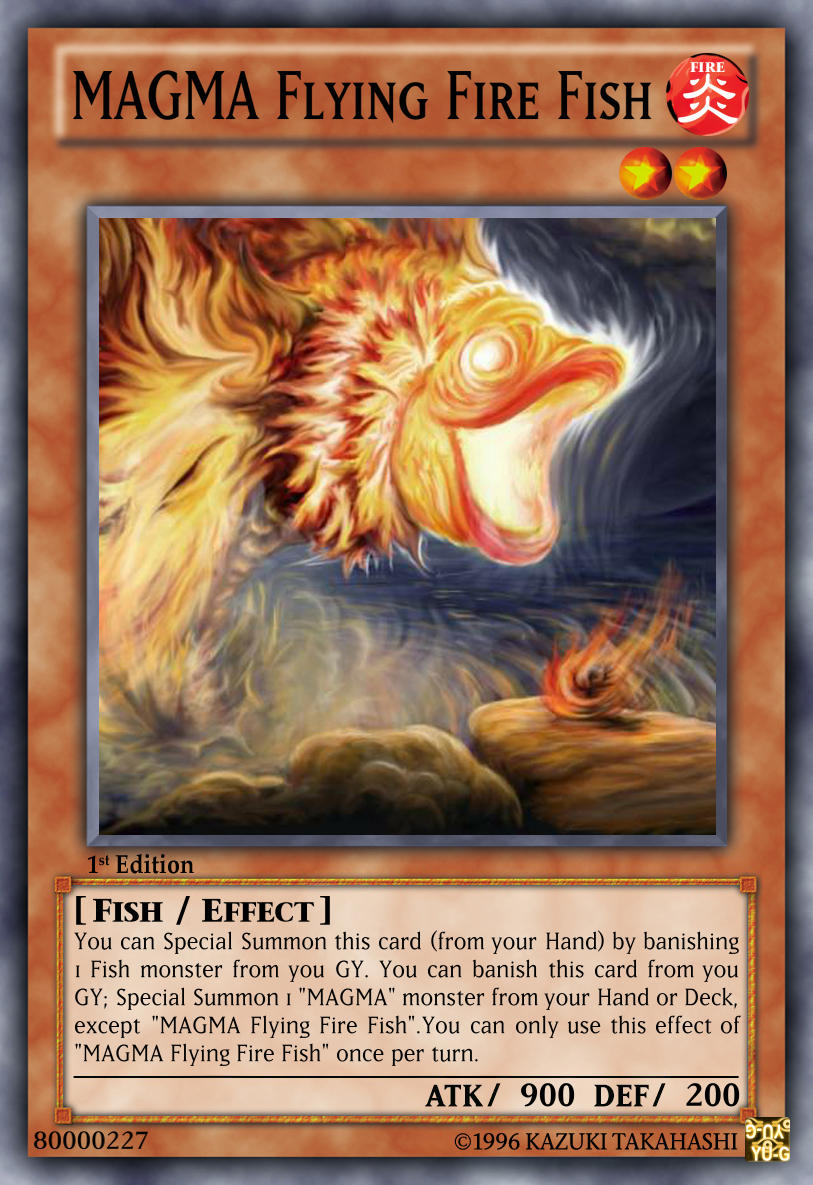 MAGMA Flying Fire Fish
FIRE
炎
1st Edition
[ Fish / Effect ]
You can Special Summon this card (from your Hand) by banishing
1 Fish monster from you GY. You can banish this card from you
GY; Special Summon 1 "MAGMA" monster from your Hand or Deck,
except "MAGMA Flying Fire Fish".You can only use this effect of
"MAGMA Flying Fire Fish" once per turn.
ATK/ 900 DEF/ 200
80000227
©1996 KAZUKI TAKAHASHI